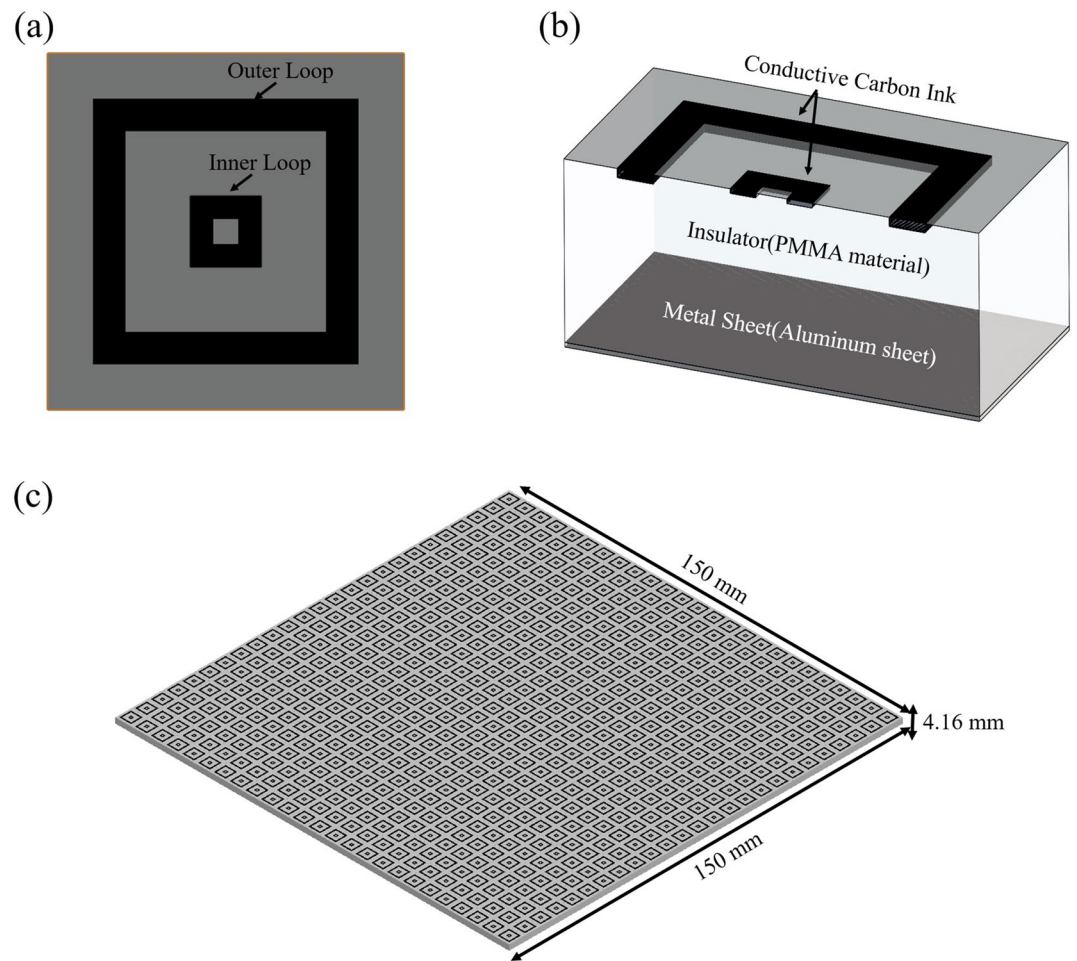 (a)
Outer Loop
Inner Loop
(b)
Conductive Carbon Ink
Insulator(PMMA material)
Metal Sheet(Aluminum sheet)
(c)
150 mm
4.16 mm
150 mm